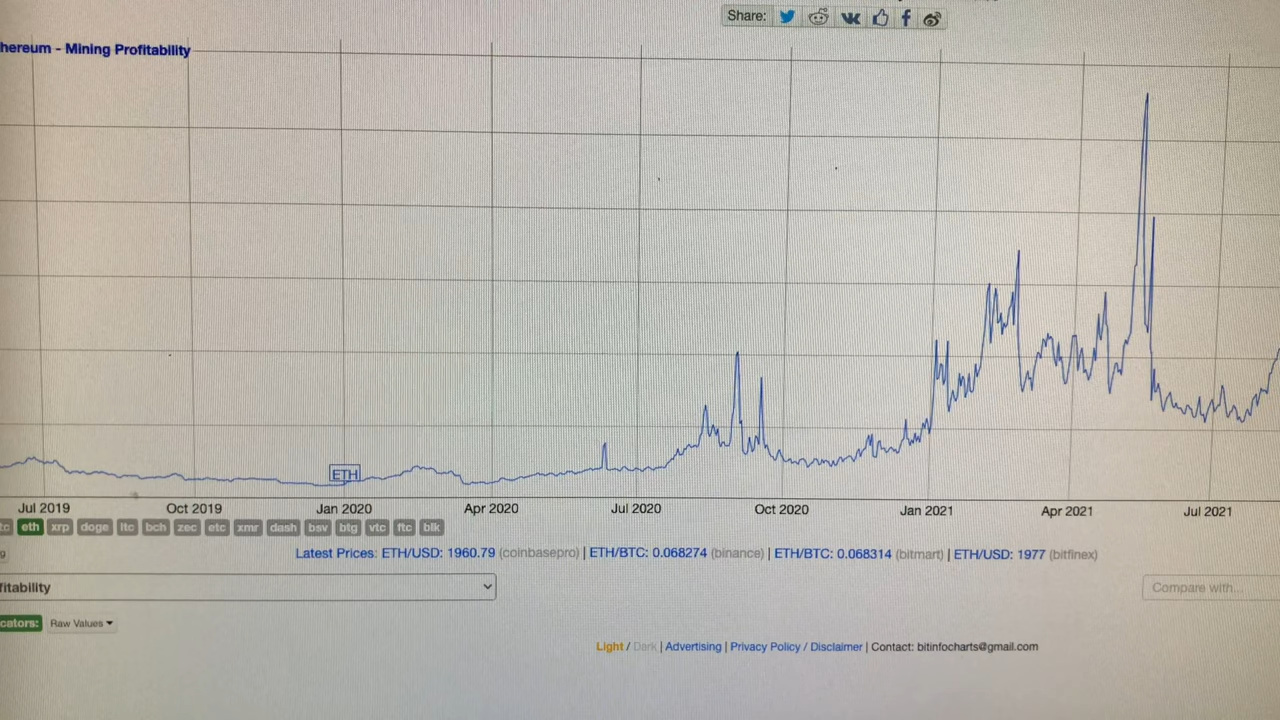 Share:
hereum - Mining Profitability
ETH
Jul 2019 Oct 2019 Jan 2020 Apr 2020 Jul 2020 Oct 2020 Jan 2021 Apr 2021 Jul 2021
tc eth xrp doge ltc bch zec etc xmr dash bsv btg vtc ftc blk
g Latest Prices: ETH/USD: 1960.79 (coinbasepro) | ETH/BTC: 0.068274 (binance) | ETH/BTC: 0.068314 (bitmart) | ETH/USD: 1977 (bitfinex)
fitability Compare with...
cators: Raw Values
Light / Dark | Advertising | Privacy Policy / Disclaimer | Contact: bitinfocharts@gmail.com